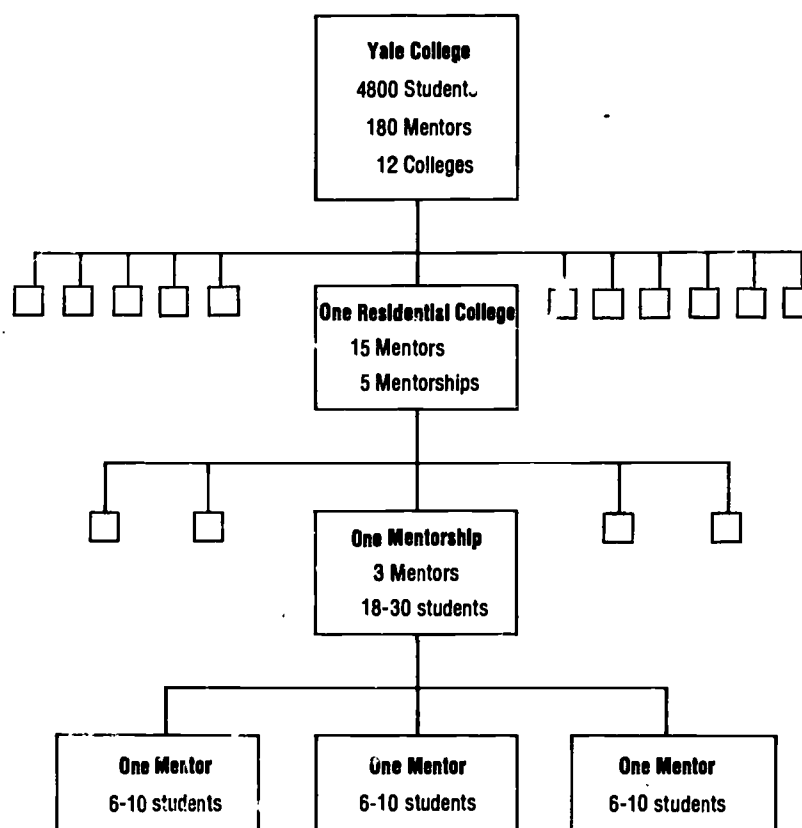 Yale College
4800 Students
180 Mentors
12 Colleges
One Residential College
15 Mentors
5 Mentorships
One Mentorship
3 Mentors
18-30 students
One Mentor
6-10 students
One Mentor
6-10 students
One Mentor
6-10 students